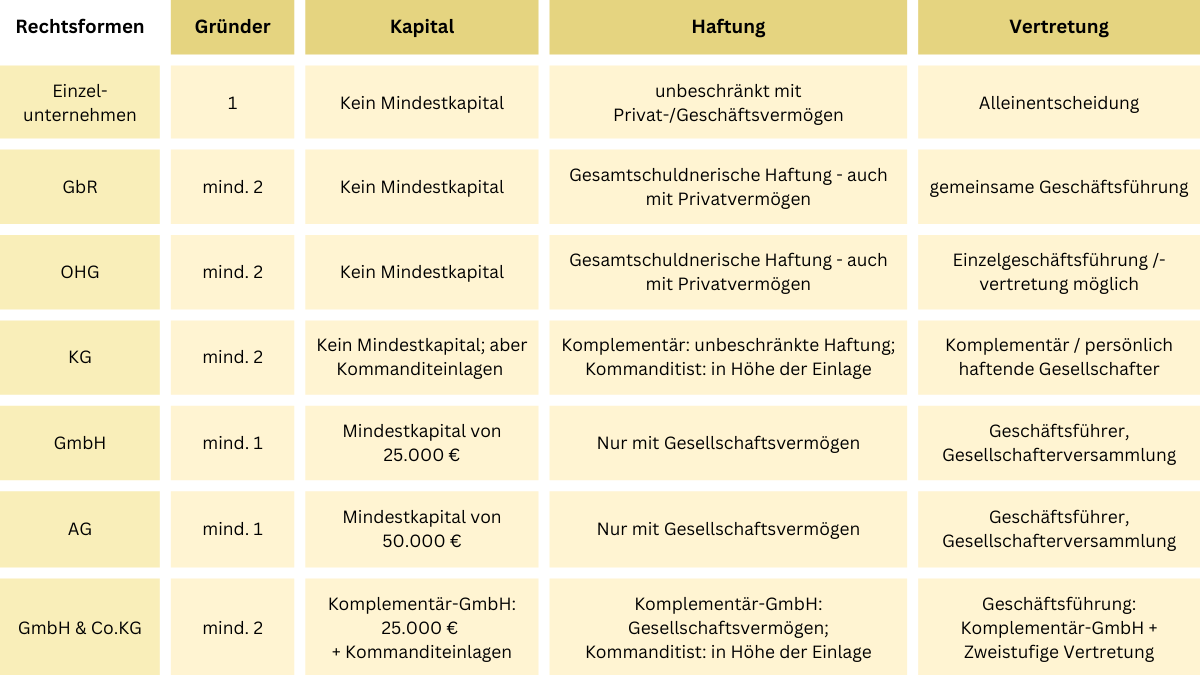 Rechtsformen
Gründer
Kapital
Haftung
Vertretung
Einzel-
unternehmen
1
Kein Mindestkapital
unbeschränkt mit
Privat-/Geschäftsvermögen
Alleinentscheidung
GbR
mind. 2
Kein Mindestkapital
Gesamtschuldnerische Haftung - auch
mit Privatvermögen
gemeinsame Geschäftsführung
OHG
mind. 2
Kein Mindestkapital
Gesamtschuldnerische Haftung - auch
mit Privatvermögen
Einzelgeschäftsführung /-
vertretung möglich
KG
mind. 2
Kein Mindestkapital; aber
Kommanditeinlagen
Komplementär: unbeschränkte Haftung;
Kommanditist: in Höhe der Einlage
Komplementär / persönlich
haftende Gesellschafter
GmbH
mind. 1
Mindestkapital von
25.000 €
Nur mit Gesellschaftsvermögen
Geschäftsführer,
Gesellschafterversammlung
AG
mind. 1
Mindestkapital von
50.000 €
Nur mit Gesellschaftsvermögen
Geschäftsführer,
Gesellschafterversammlung
GmbH & Co.KG
mind. 2
Komplementär-GmbH:
25.000 €
+ Kommanditeinlagen
Komplementär-GmbH:
Gesellschaftsvermögen;
Kommanditist: in Höhe der Einlage
Geschäftsführung:
Komplementär-GmbH +
Zweistufige Vertretung